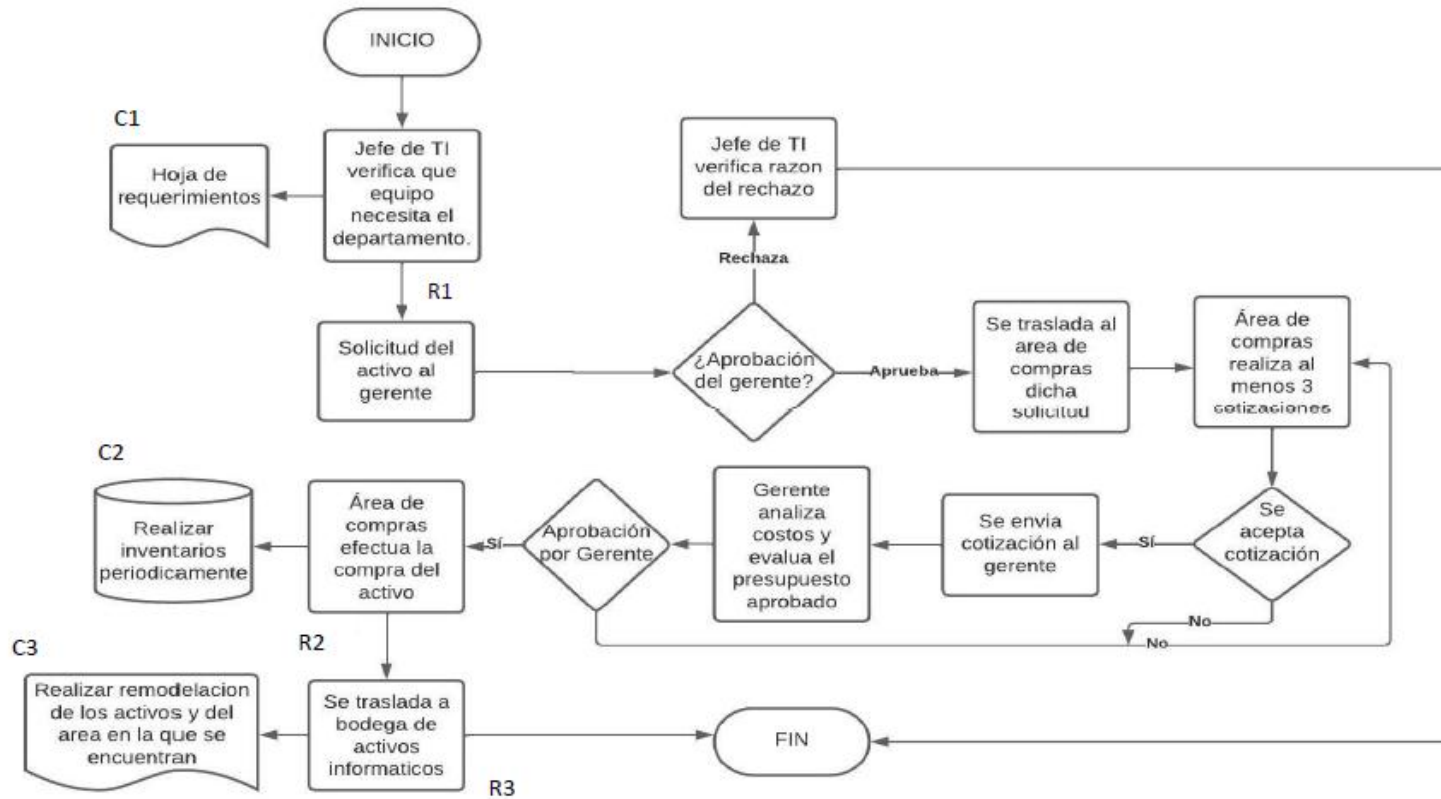 INICIO
C1
Hoja de
requerimientos
Jefe de TI
verifica que
equipo
necesita el
departamento.
R1
Solicitud del
activo al
gerente
Jefe de TI
verifica razon
del rechazo
Rechaza
¿Aprobación
del gerente?
Aprueba
Se traslada al
area de
compras
dicha
solicitud
Área de
compras
realiza al
menos 3
cotizaciones
Se
acepta
cotización
Sí
No
Se envia
cotización al
gerente
Gerente
analiza
costos y
evalua el
presupuesto
aprobado
Aprobación
por Gerente
Sí
No
Área de
compras
efectua la
compra del
activo
C2
Realizar
inventarios
periodicamente
R2
C3
Realizar remodelacion
de los activos y del
area en la que se
encuentran
Se traslada a
bodega de
activos
informaticos
R3
FIN